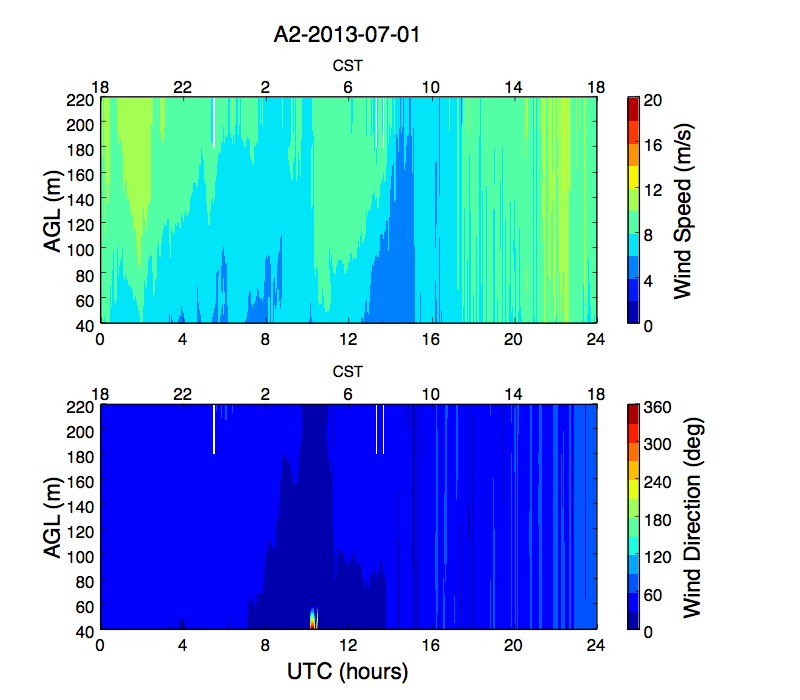 A2-2013-07-01
CST
18 22 2 6 10 14 18
220
200
180
160
140
120
100
80
60
40
AGL (m)
0 4 8 12 16 20 24
20
16
12
8
4
0
Wind Speed (m/s)
CST
18 22 2 6 10 14 18
220
200
180
160
140
120
100
80
60
40
AGL (m)
0 4 8 12 16 20 24
UTC (hours)
360
300
240
180
120
60
0
Wind Direction (deg)